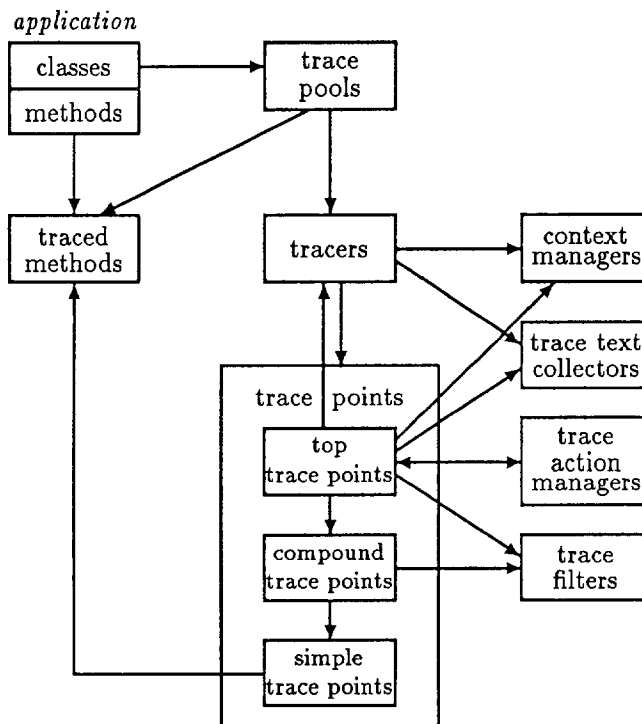 application
classes
trace
pools
methods
traced
methods
tracers
context
managers
trace text
collectors
trace points
top
trace points
trace
action
managers
compound
trace points
trace
filters
simple
trace points